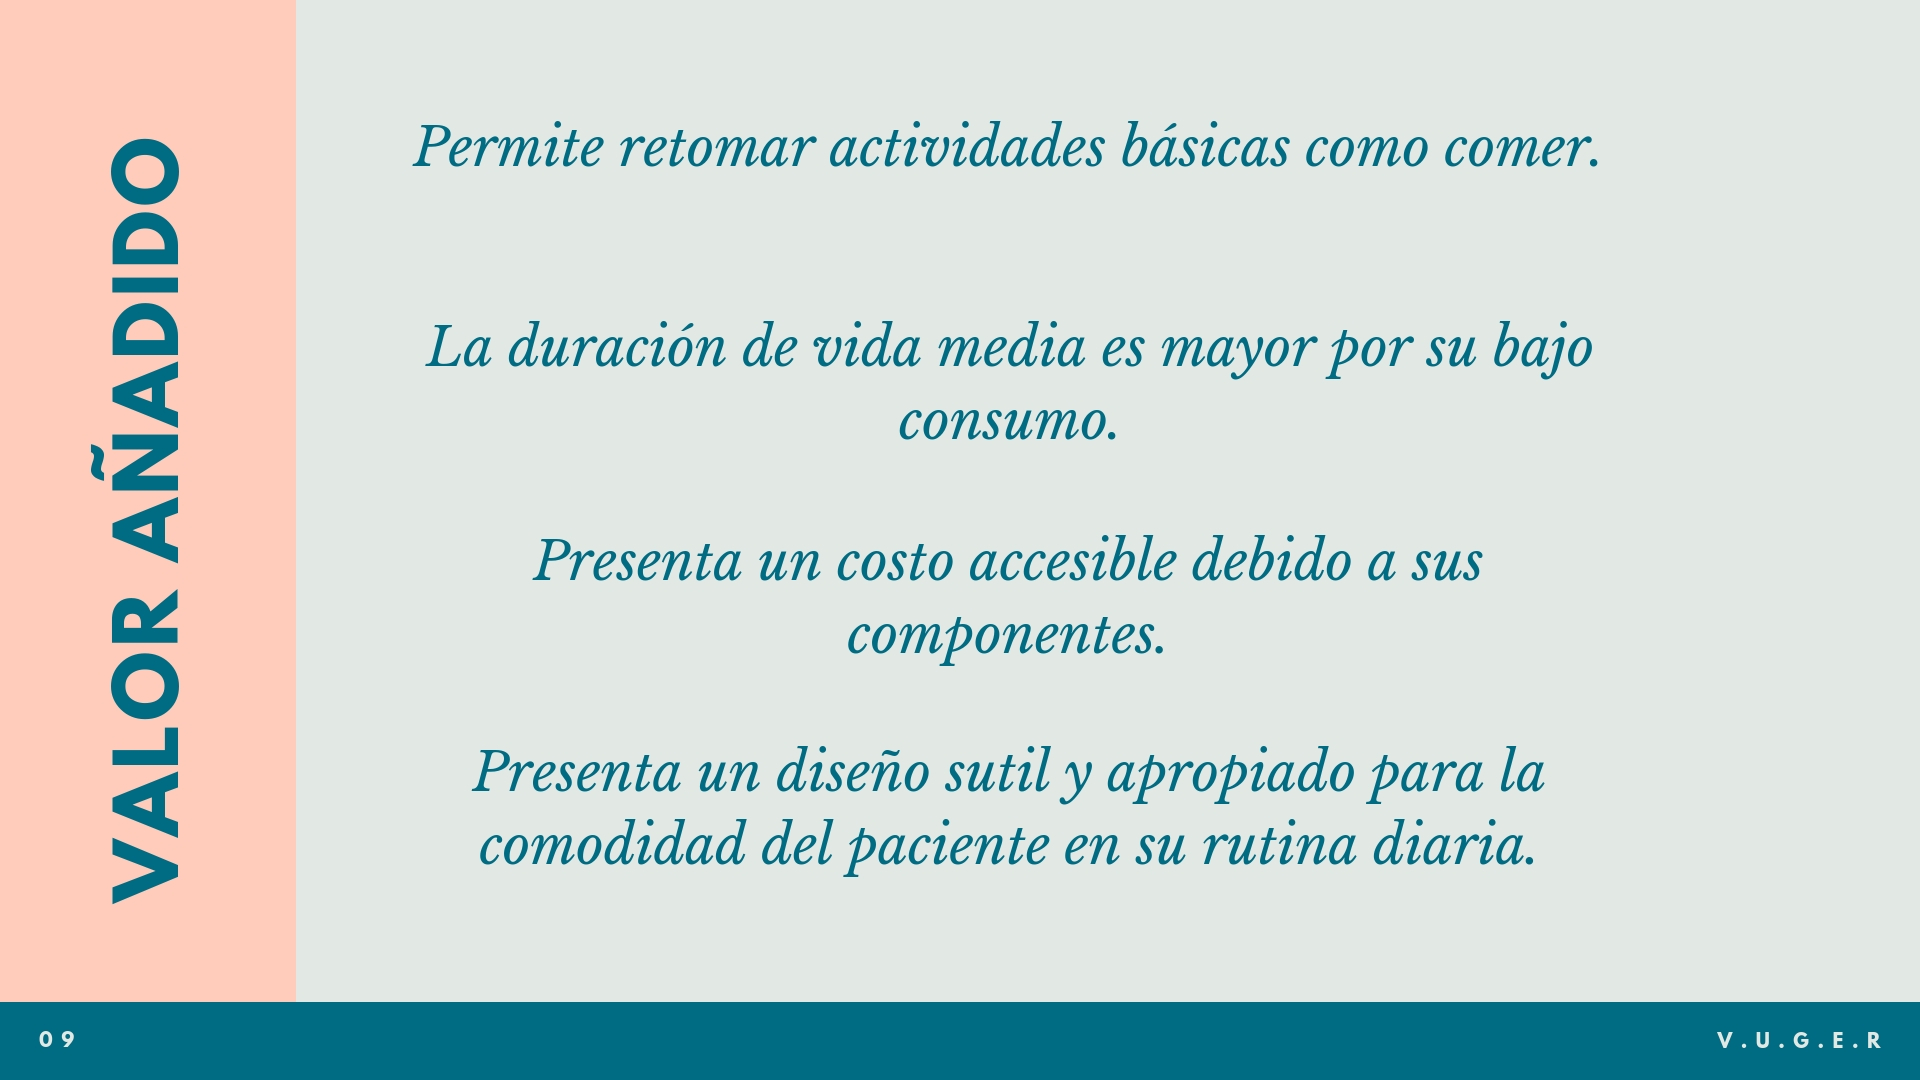 VALOR AÑADIDO
Permite retomar actividades básicas como comer.
La duración de vida media es mayor por su bajo
consumo.
Presenta un costo accesible debido a sus
componentes.
Presenta un diseño sutil y apropiado para la
comodidad del paciente en su rutina diaria.
09
V.U.G.E.R